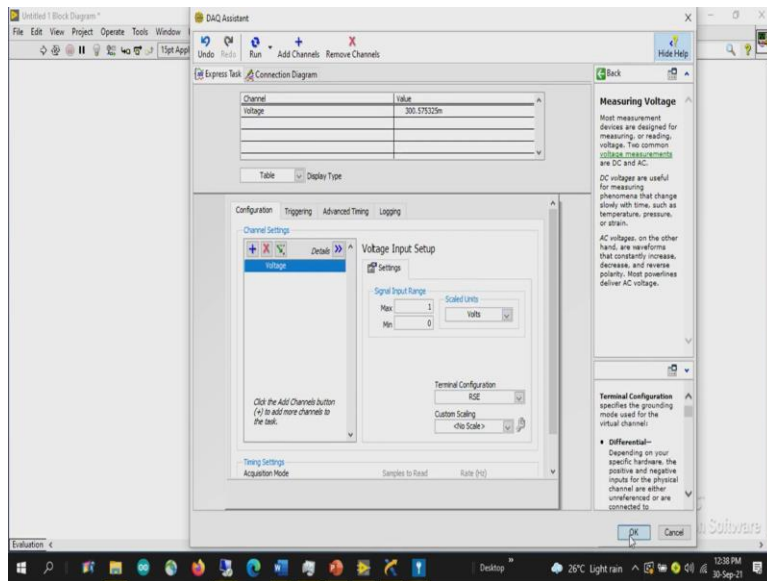 Untitled 1 Block Diagram *
File Edit View Project Operate Tools Window
15pt Appl
DAQ Assistant
Undo Redo Run Add Channels Remove Channels
Hide Help
Express Task Connection Diagram
Back
Channel Value
Voltage 300.575325m
Table Display Type
Configuration Triggering Advanced Timing Logging
Channel Settings
Details
Voltage
Click the Add Channels button
(+) to add more channels to
the task.
Voltage Input Setup
Settings
Signal Input Range
Max 1
Min 0
Scaled Units
Volts
Terminal Configuration
RSE
Custom Scaling
<No Scale>
Timing Settings
Acquisition Mode Samples to Read Rate (Hz)
Measuring Voltage
Most measurement
devices are designed for
measuring, or reading,
voltage. Two common
voltage measurements
are DC and AC.
DC voltages are useful
for measuring
phenomena that change
slowly with time, such as
temperature, pressure,
or strain.
AC voltages, on the other
hand, are waveforms
that constantly increase,
decrease, and reverse
polarity. Most powerlines
deliver AC voltage.
Terminal Configuration
specifies the grounding
mode used for the
virtual channel:
• Differential—
Depending on your
specific hardware, the
positive and negative
inputs for the physical
channel are either
unreferenced or are
connected to
OK Cancel
Software
Evaluation
Desktop
26°C Light rain
12:38 PM
30-Sep-21